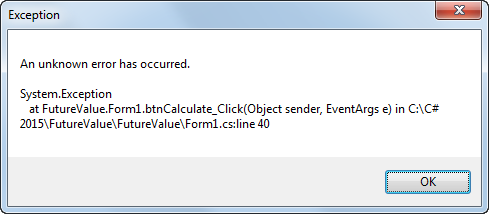 Exception
An unknown error has occurred.
System.Exception
at FutureValue.Form1.btnCalculate_Click(Object sender, EventArgs e) in C:\C#
2015\FutureValue\FutureValue\Form1.cs:line 40
OK